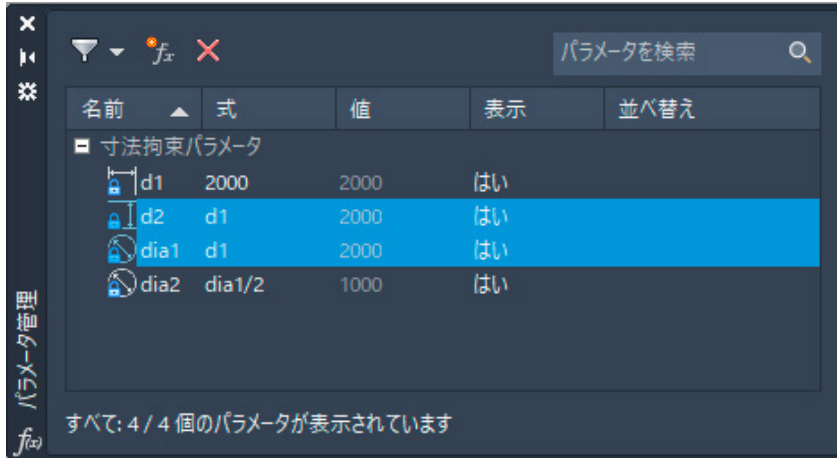 fx
パラメータを検索
名前 式 値 表示 並べ替え
寸法拘束パラメータ
d1 2000 2000 はい
d2 d1 2000 はい
dia1 d1 2000 はい
dia2 dia1/2 1000 はい
すべて: 4 / 4 個のパラメータが表示されています
パラメータ管理
f(x)